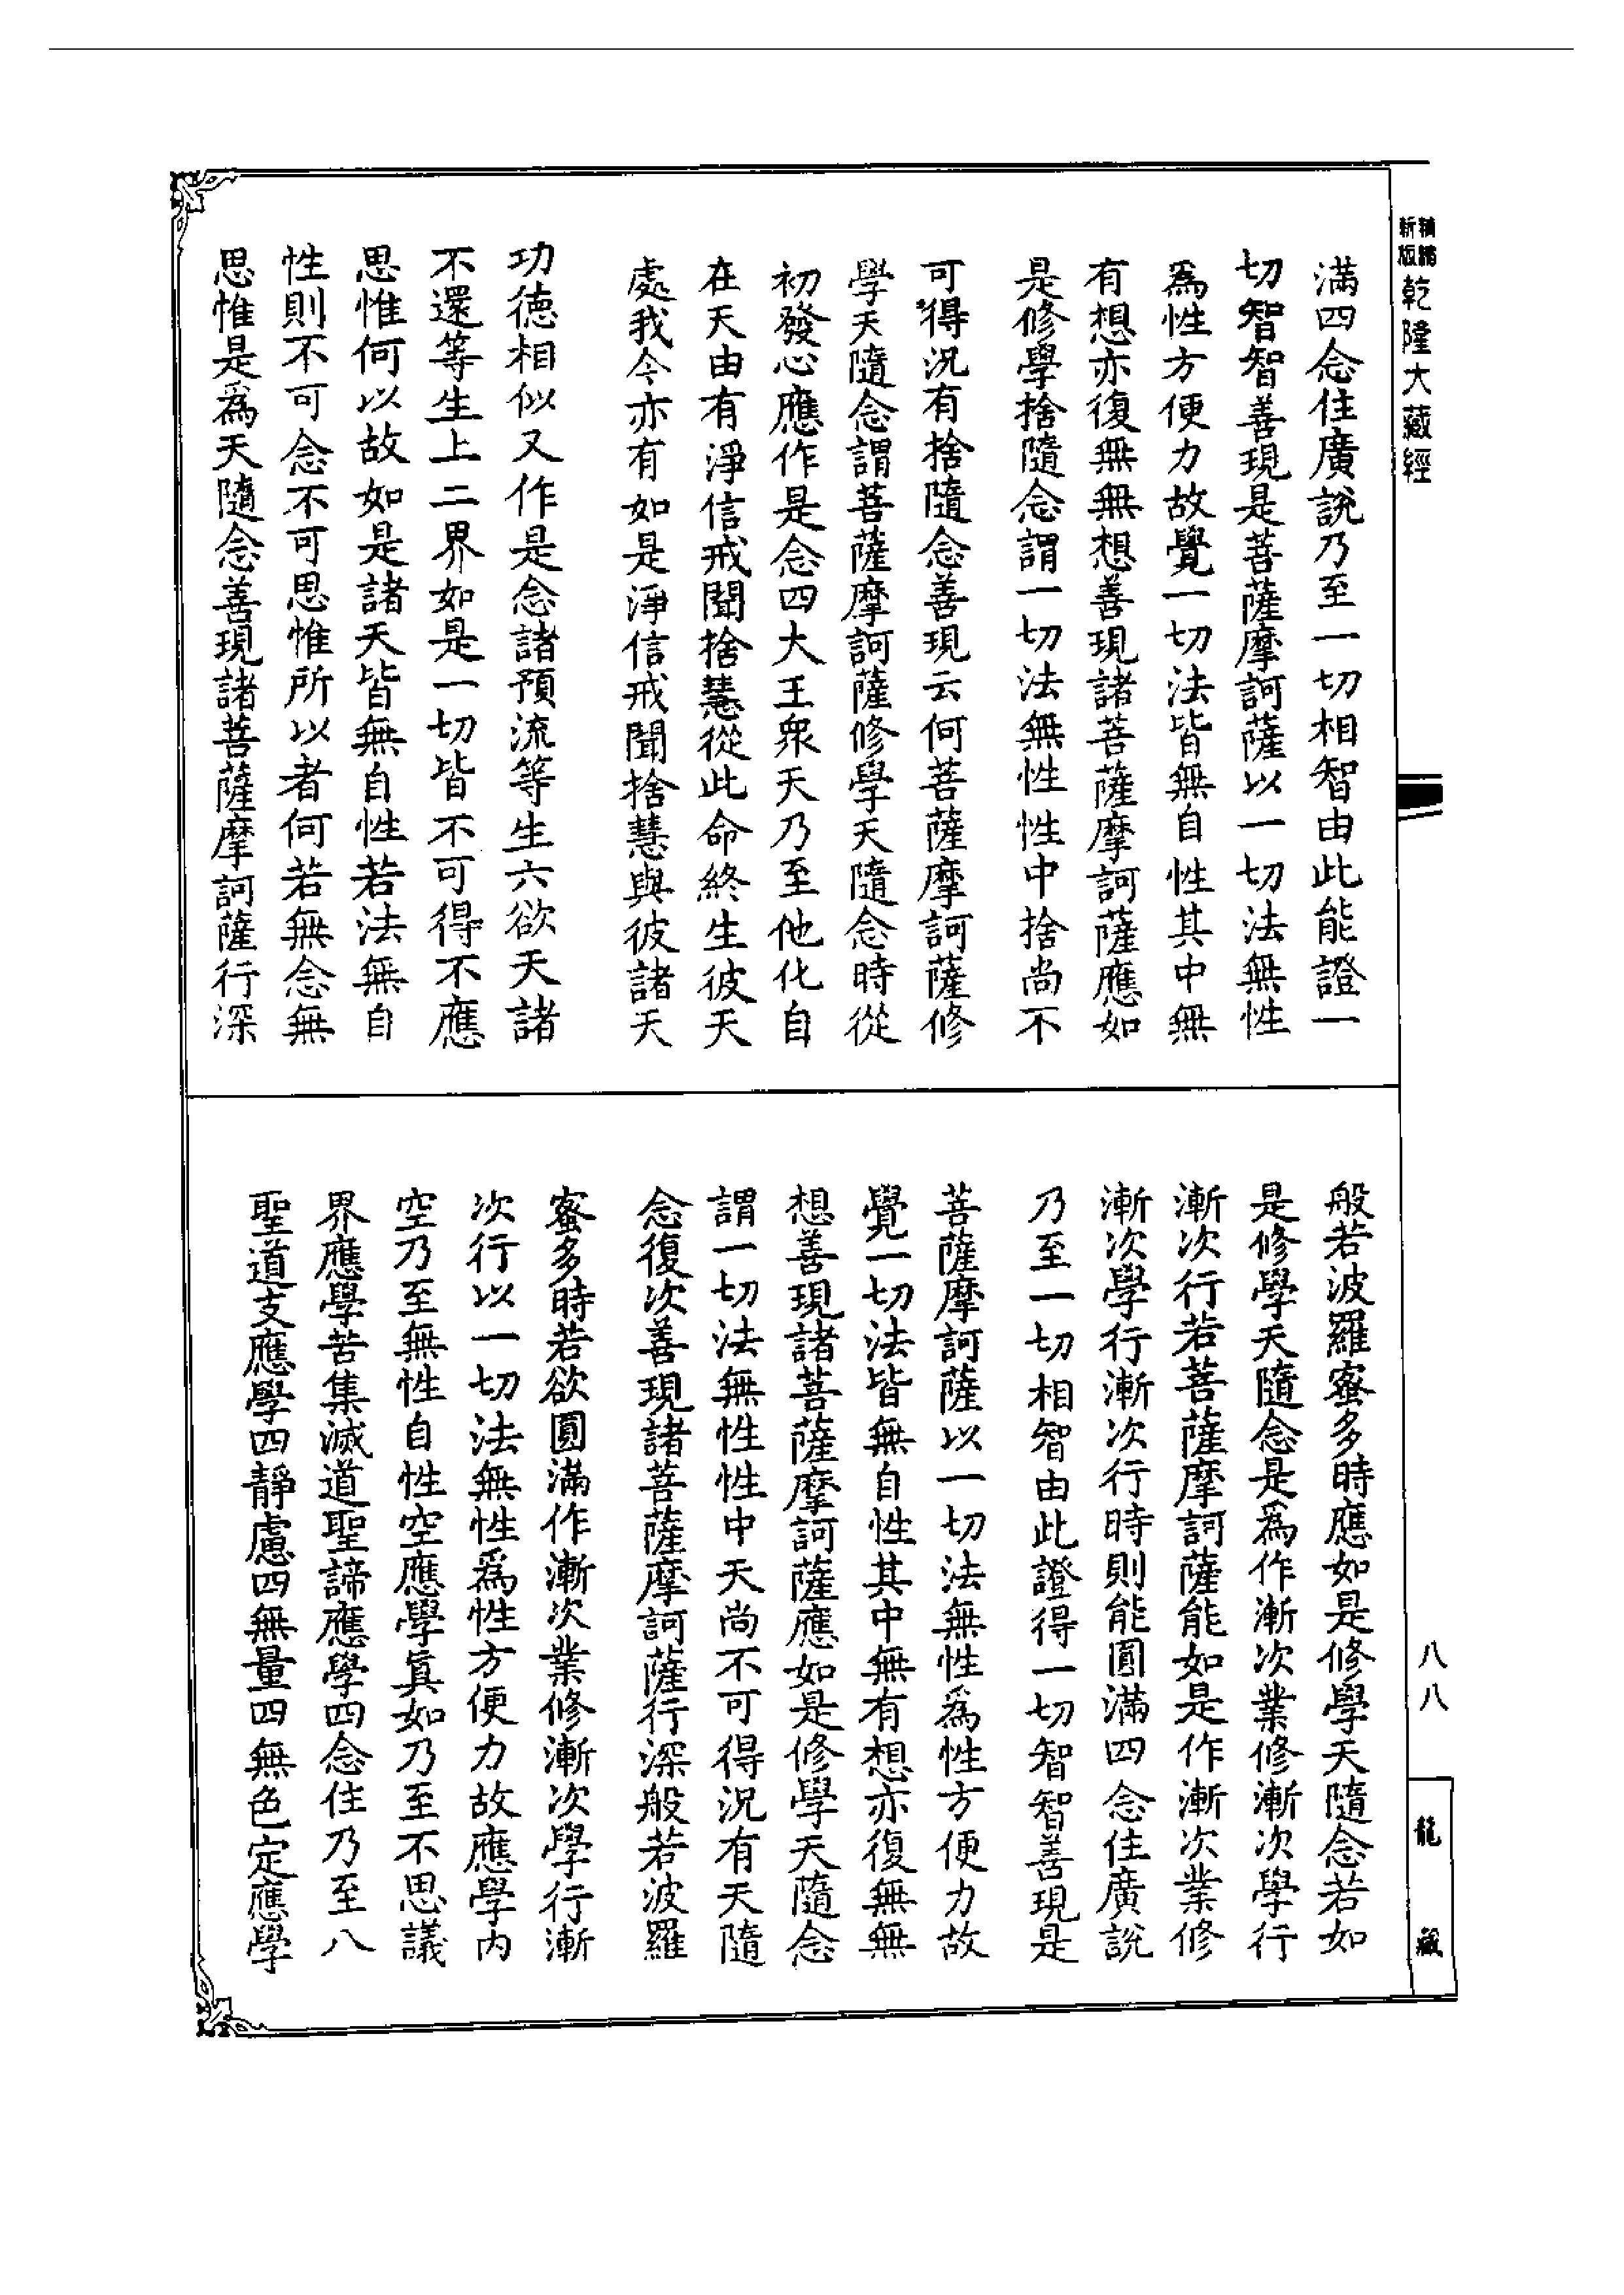 新版精縮乾隆大藏經
滿四念住廣說乃至一切相智由此能證一
切智智善現是菩薩摩訶薩以一切法無性
爲性方便力故覺一切法皆無自性其中無
有想亦復無無想善現諸菩薩摩訶薩應如
是修學捨隨念謂一切法無性性中捨尚不
可得況有捨隨念善現云何菩薩摩訶薩修
學天隨念謂菩薩摩訶薩修學天隨念時從
初發心應作是念四大王衆天乃至他化自
在天由有淨信戒聞捨慧從此命終生彼天
處我今亦有如是淨信戒聞捨慧與彼諸天
功德相似又作是念諸預流等生六欲天諸
不還等生上二界如是一切皆不可得不應
思惟何以故如是諸天皆無自性若法無自
性則不可念不可思惟所以者何若無念無
思惟是爲天隨念善現諸菩薩摩訶薩行深
般若波羅蜜多時應如是修學天隨念若如
是修學天隨念是爲作漸次業修漸次學行
漸次行若菩薩摩訶薩能如是作漸次業修
漸次學行漸次行時則能圓滿四念住廣說
乃至一切相智由此證得一切智智善現是
菩薩摩訶薩以一切法無性爲性方便力故
覺一切法皆無自性其中無有想亦復無無
想善現諸菩薩摩訶薩應如是修學天隨念
謂一切法無性性中天尚不可得況有天隨
念復次善現諸菩薩摩訶薩行深般若波羅
蜜多時若欲圓滿作漸次業修漸次學行漸
次行以一切法無性爲性方便力故應學內
空乃至無性自性空應學眞如乃至不思議
界應學苦集滅道聖諦應學四念住乃至八
聖道支應學四靜慮四無量四無色定應學
八八
龍藏